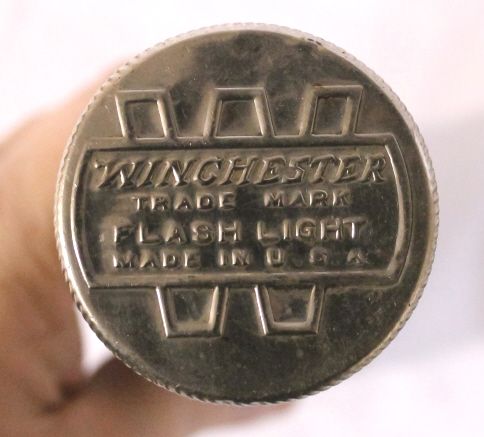 WINCHESTER
TRADE MARK
FLASH LIGHT
MADE IN U.S.A